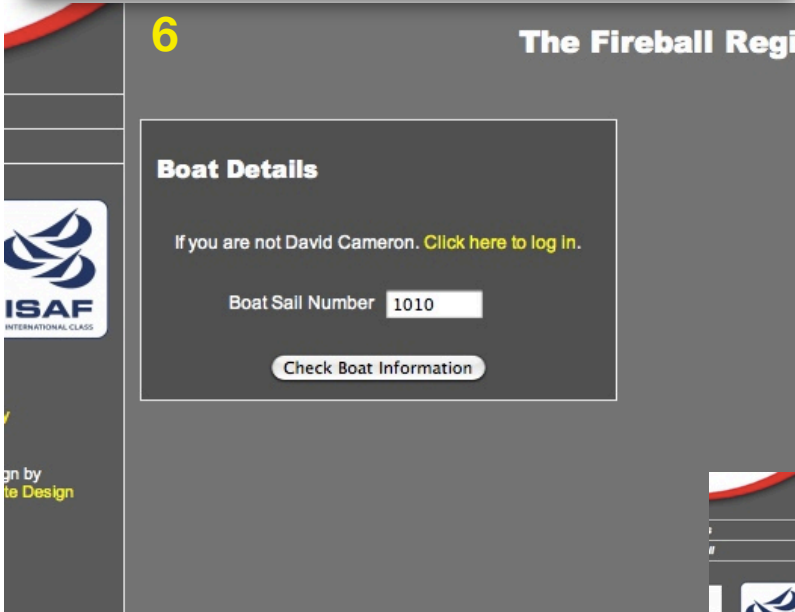 6
The Fireball Regi
Boat Details
If you are not David Cameron. Click here to log in.
Boat Sail Number 1010
Check Boat Information
ISAF
INTERNATIONAL CLASS
y
gn by
te Design